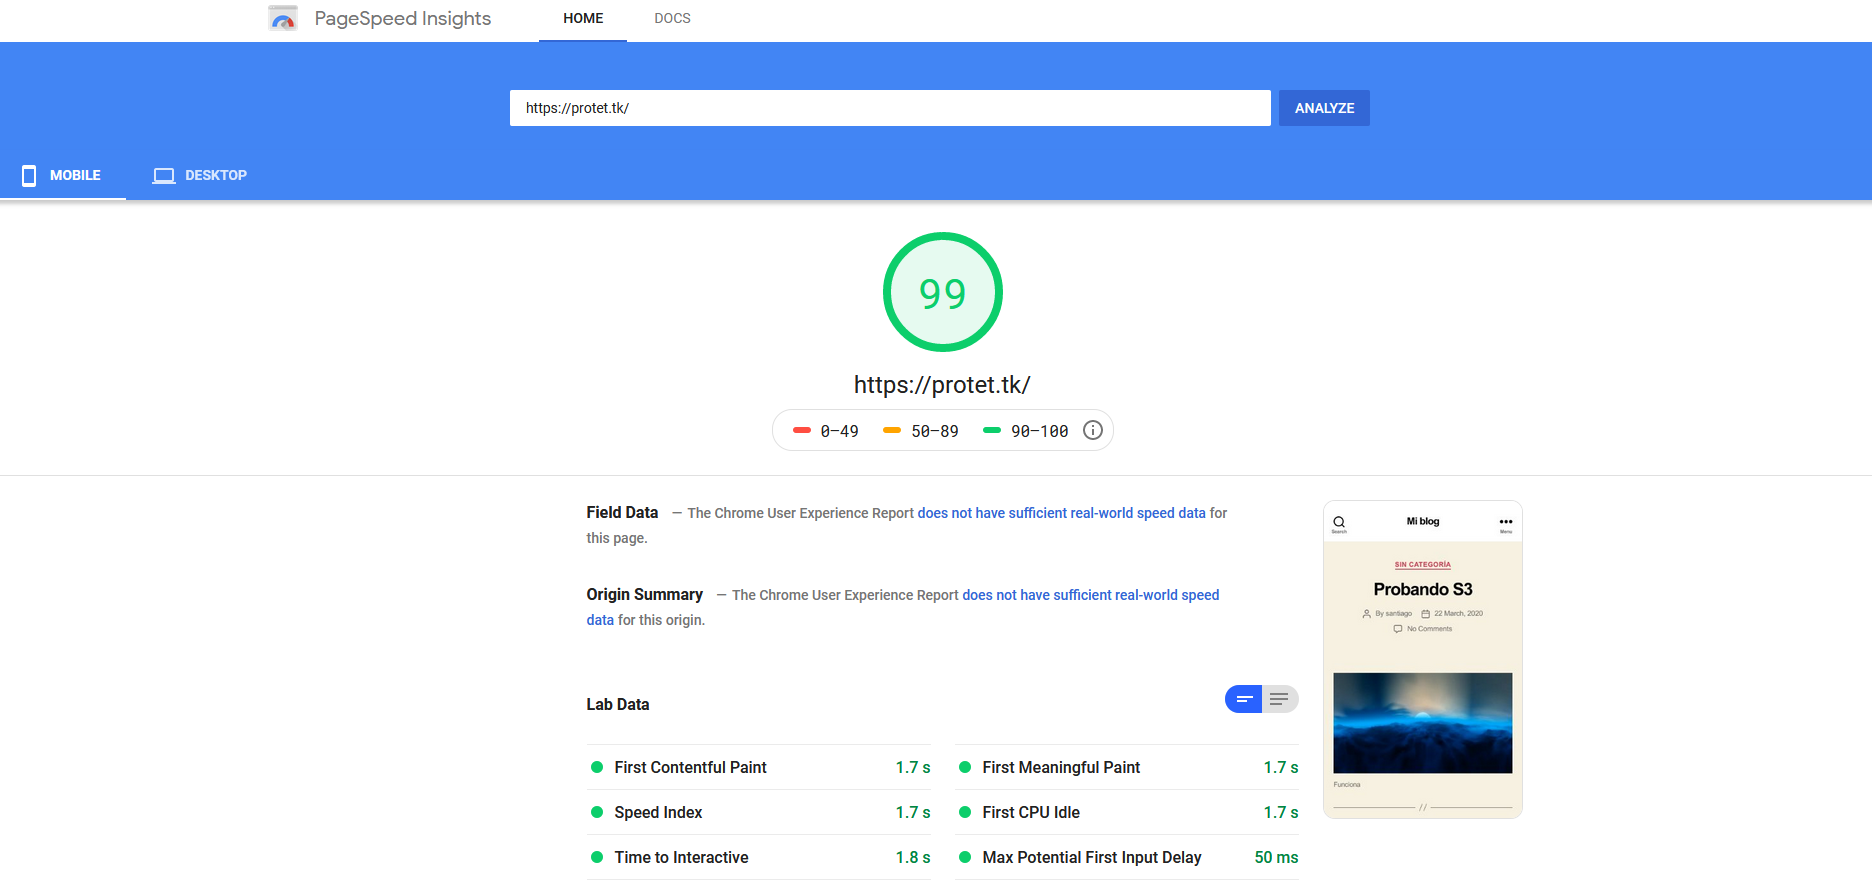 PageSpeed Insights
HOME
DOCS
https://protet.tk/
ANALYZE
MOBILE
DESKTOP
99
https://protet.tk/
0–49
50–89
90–100
Field Data — The Chrome User Experience Report does not have sufficient real-world speed data for
this page.
Origin Summary — The Chrome User Experience Report does not have sufficient real-world speed
data for this origin.
Lab Data
First Contentful Paint 1.7 s
First Meaningful Paint 1.7 s
Speed Index 1.7 s
First CPU Idle 1.7 s
Time to Interactive 1.8 s
Max Potential First Input Delay 50 ms
Search
Mi blog
Menu
SIN CATEGORÍA
Probando S3
By santiago 22 March, 2020
No Comments
Funciona
//